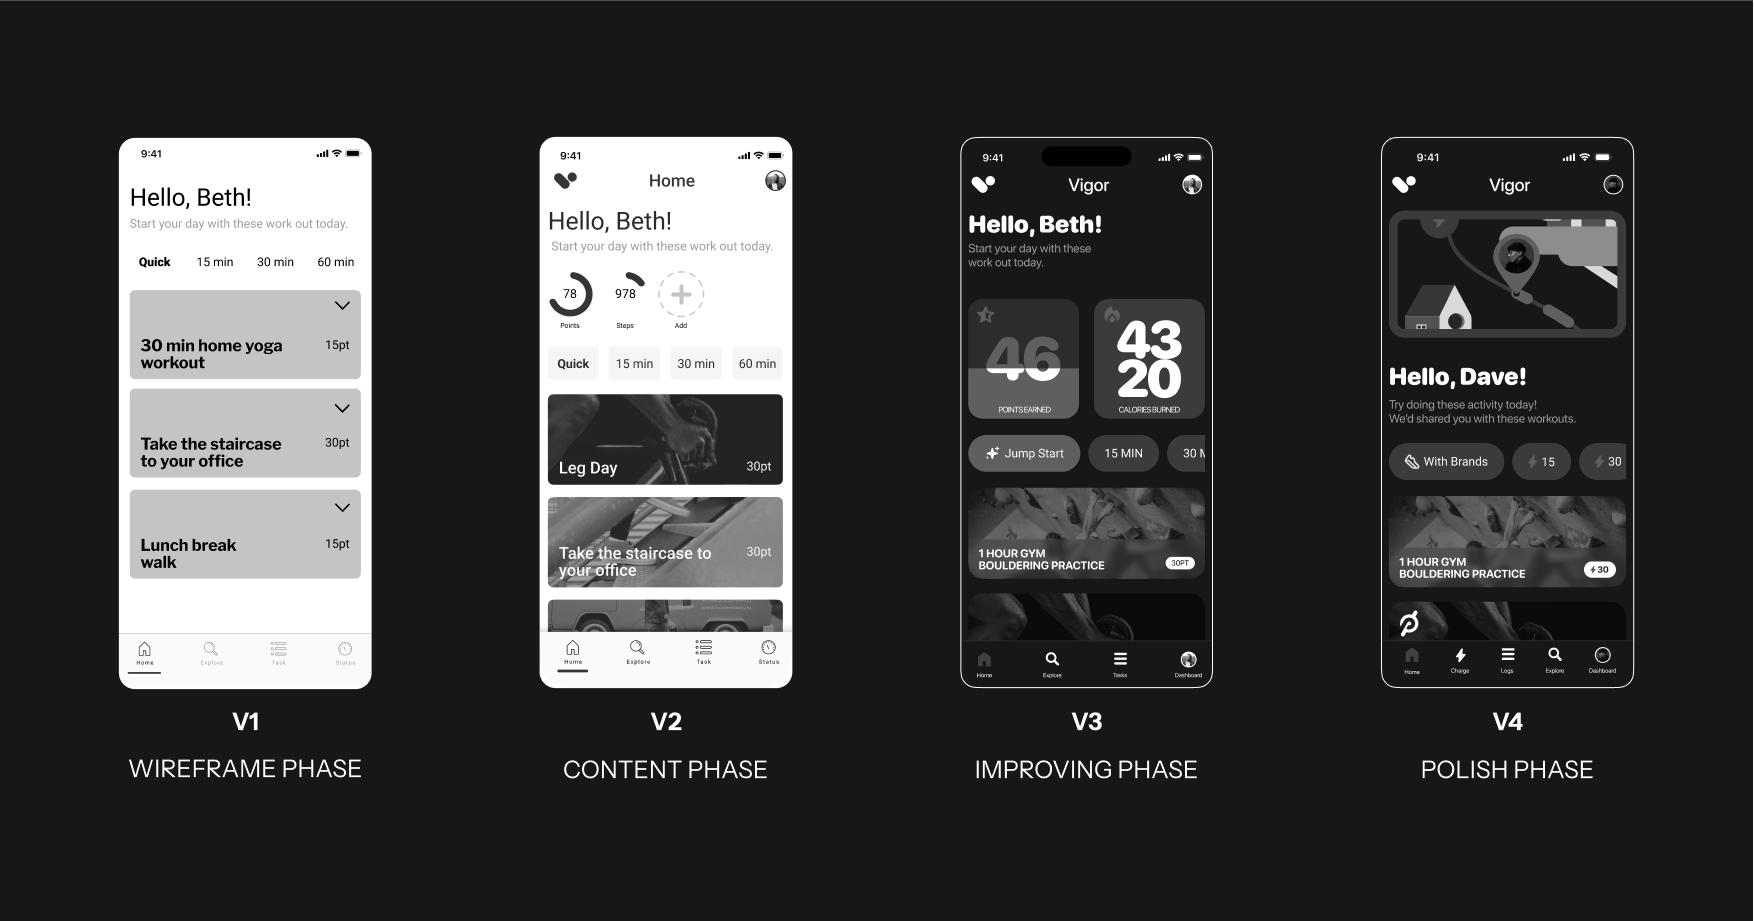 9:41
Hello, Beth!
Start your day with these work out today.
Quick 15 min 30 min 60 min
30 min home yoga
workout
15pt
Take the staircase
to your office
30pt
Lunch break
walk
15pt
Home Explore Task Status
V1
WIREFRAME PHASE
9:41
Home
Hello, Beth!
Start your day with these work out today.
78 978
Points Steps Add
Quick 15 min 30 min 60 min
Leg Day 30pt
Take the staircase to
your office
30pt
Home Explore Task Status
V2
CONTENT PHASE
9:41
Vigor
Hello, Beth!
Start your day with these
work out today.
46
POINTS EARNED
43
20
CALORIES BURNED
Jump Start 15 MIN 30 M
1 HOUR GYM
BOULDERING PRACTICE
30PT
Home Explore Tasks Dashboard
V3
IMPROVING PHASE
9:41
Vigor
Hello, Dave!
Try doing these activity today!
We'd shared you with these workouts.
With Brands 15 30
1 HOUR GYM
BOULDERING PRACTICE
30
Home Charge Logs Explore Dashboard
V4
POLISH PHASE